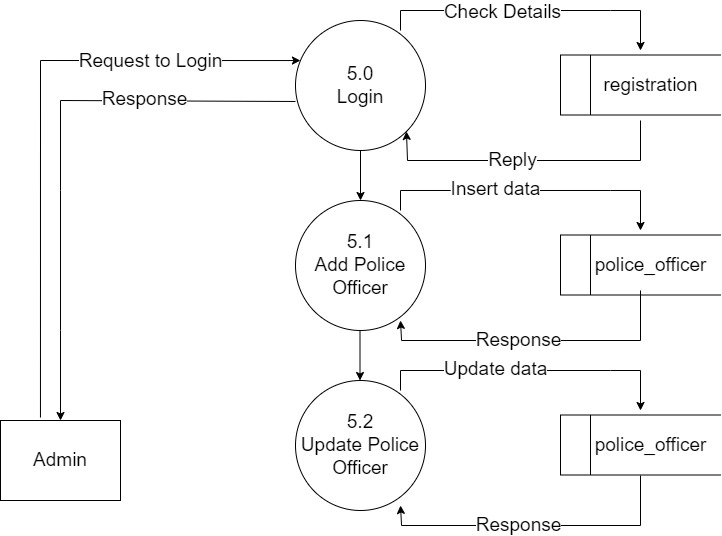 Check Details
Request to Login
5.0
Login
registration
Response
Reply
Insert data
5.1
Add Police
Officer
police_officer
Response
Update data
5.2
Update Police
Officer
police_officer
Admin
Response